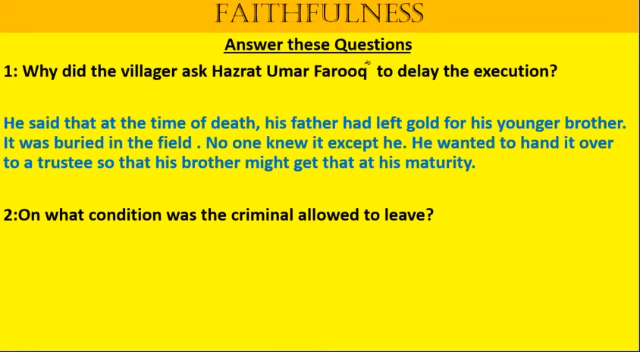 FAITHFULNESS
Answer these Questions
1: Why did the villager ask Hazrat Umar Farooq to delay the execution?
He said that at the time of death, his father had left gold for his younger brother.
It was buried in the field . No one knew it except he. He wanted to hand it over
to a trustee so that his brother might get that at his maturity.
2:On what condition was the criminal allowed to leave?